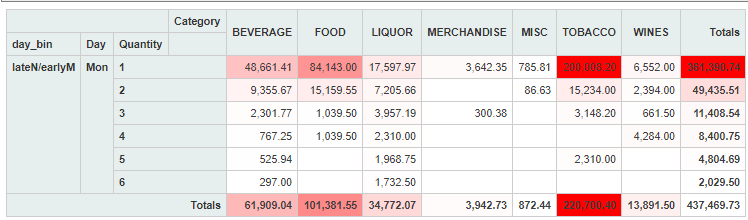 Category BEVERAGE FOOD LIQUOR MERCHANDISE MISC TOBACCO WINES Totals
day_bin Day Quantity
lateN/earlyM Mon 1 48,661.41 84,143.00 17,597.97 3,642.35 785.81 200,008.20 6,552.00 361,390.74
2 9,355.67 15,159.55 7,205.66 86.63 15,234.00 2,394.00 49,435.51
3 2,301.77 1,039.50 3,957.19 300.38 3,148.20 661.50 11,408.54
4 767.25 1,039.50 2,310.00 4,284.00 8,400.75
5 525.94 1,968.75 2,310.00 4,804.69
6 297.00 1,732.50 2,029.50
Totals 61,909.04 101,381.55 34,772.07 3,942.73 872.44 220,700.40 13,891.50 437,469.73